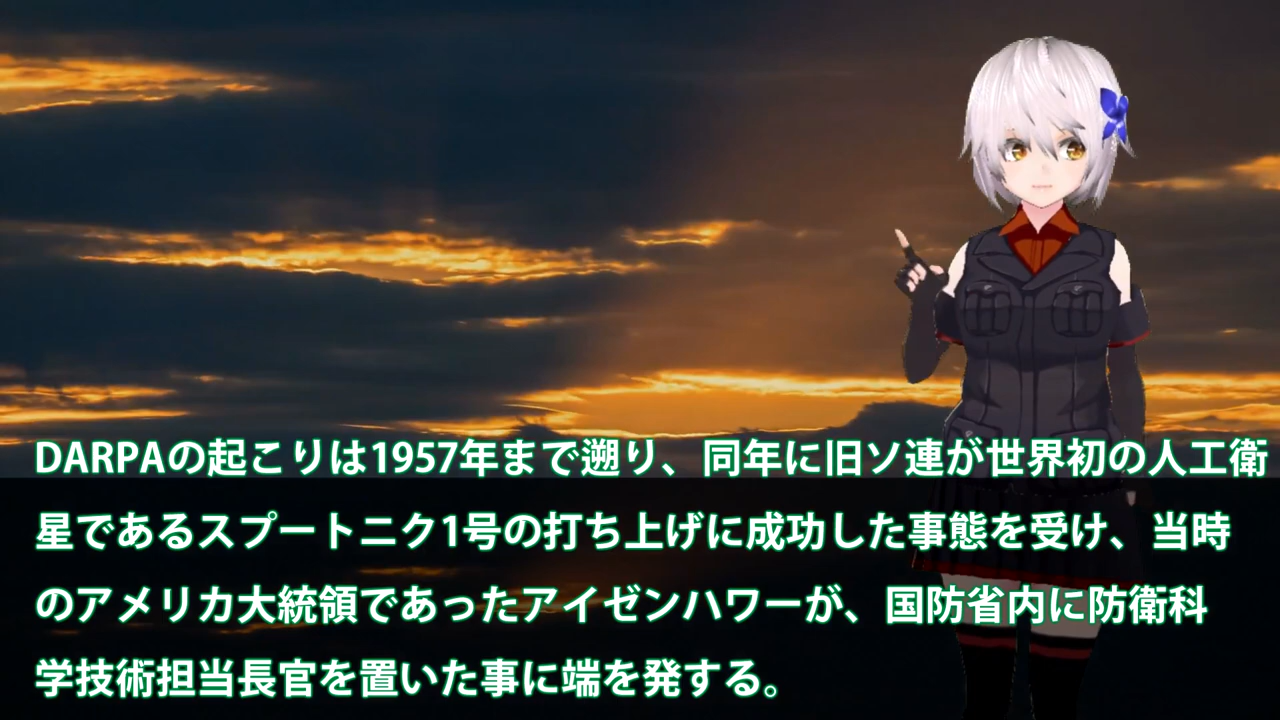 DARPAの起こりは1957年まで遡り、同年に旧ソ連が世界初の人工衛
星であるスプートニク1号の打ち上げに成功した事態を受け、当時
のアメリカ大統領であったアイゼンハワーが、国防省内に防衛科
学技術担当長官を置いた事に端を発する。